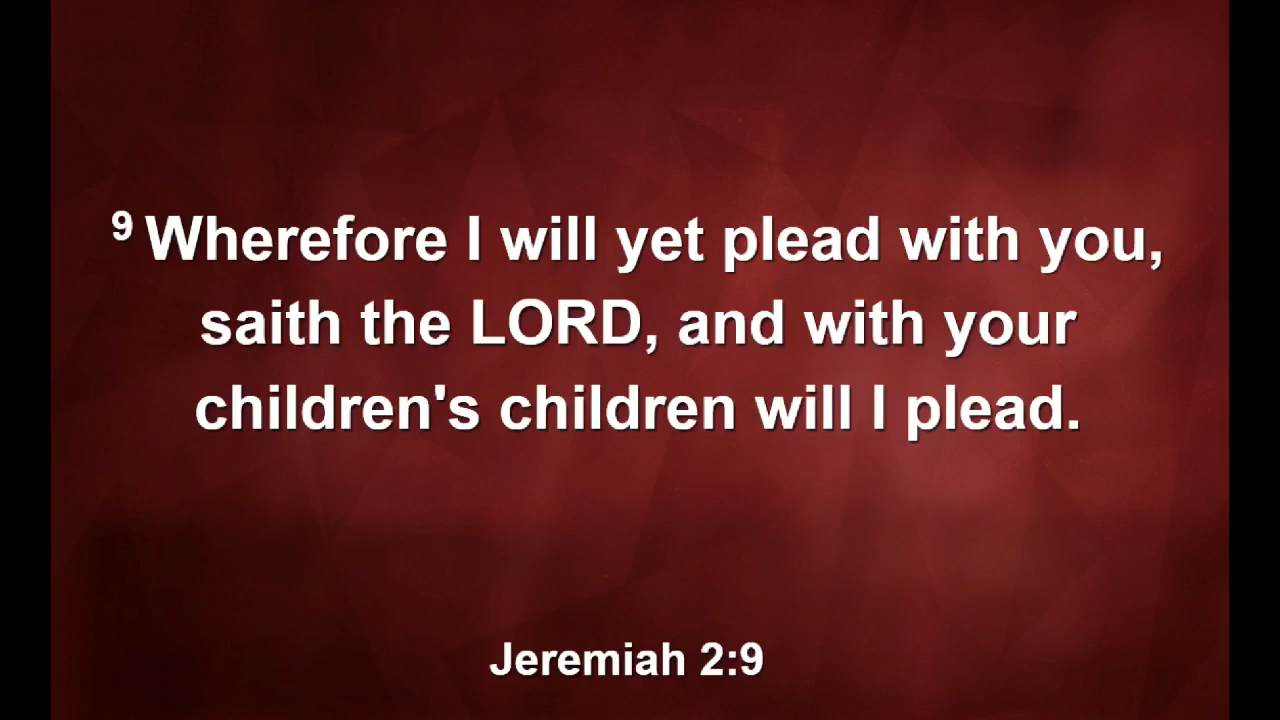 9 Wherefore I will yet plead with you,
saith the LORD, and with your
children's children will I plead.
Jeremiah 2:9